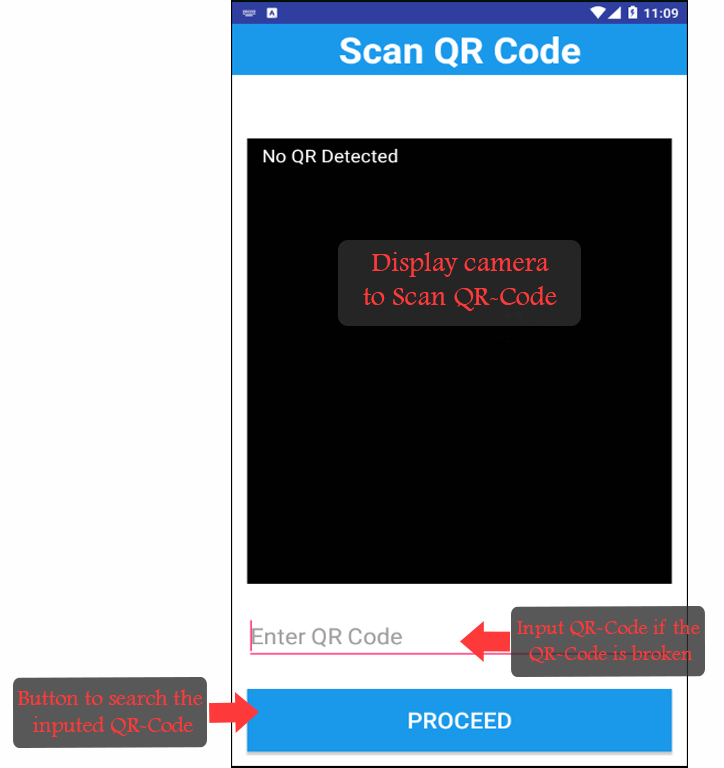 11:09
Scan QR Code
No QR Detected
Display camera
to Scan QR-Code
Enter QR Code
Input QR-Code if the
QR-Code is broken
Button to search the
inputed QR-Code
PROCEED